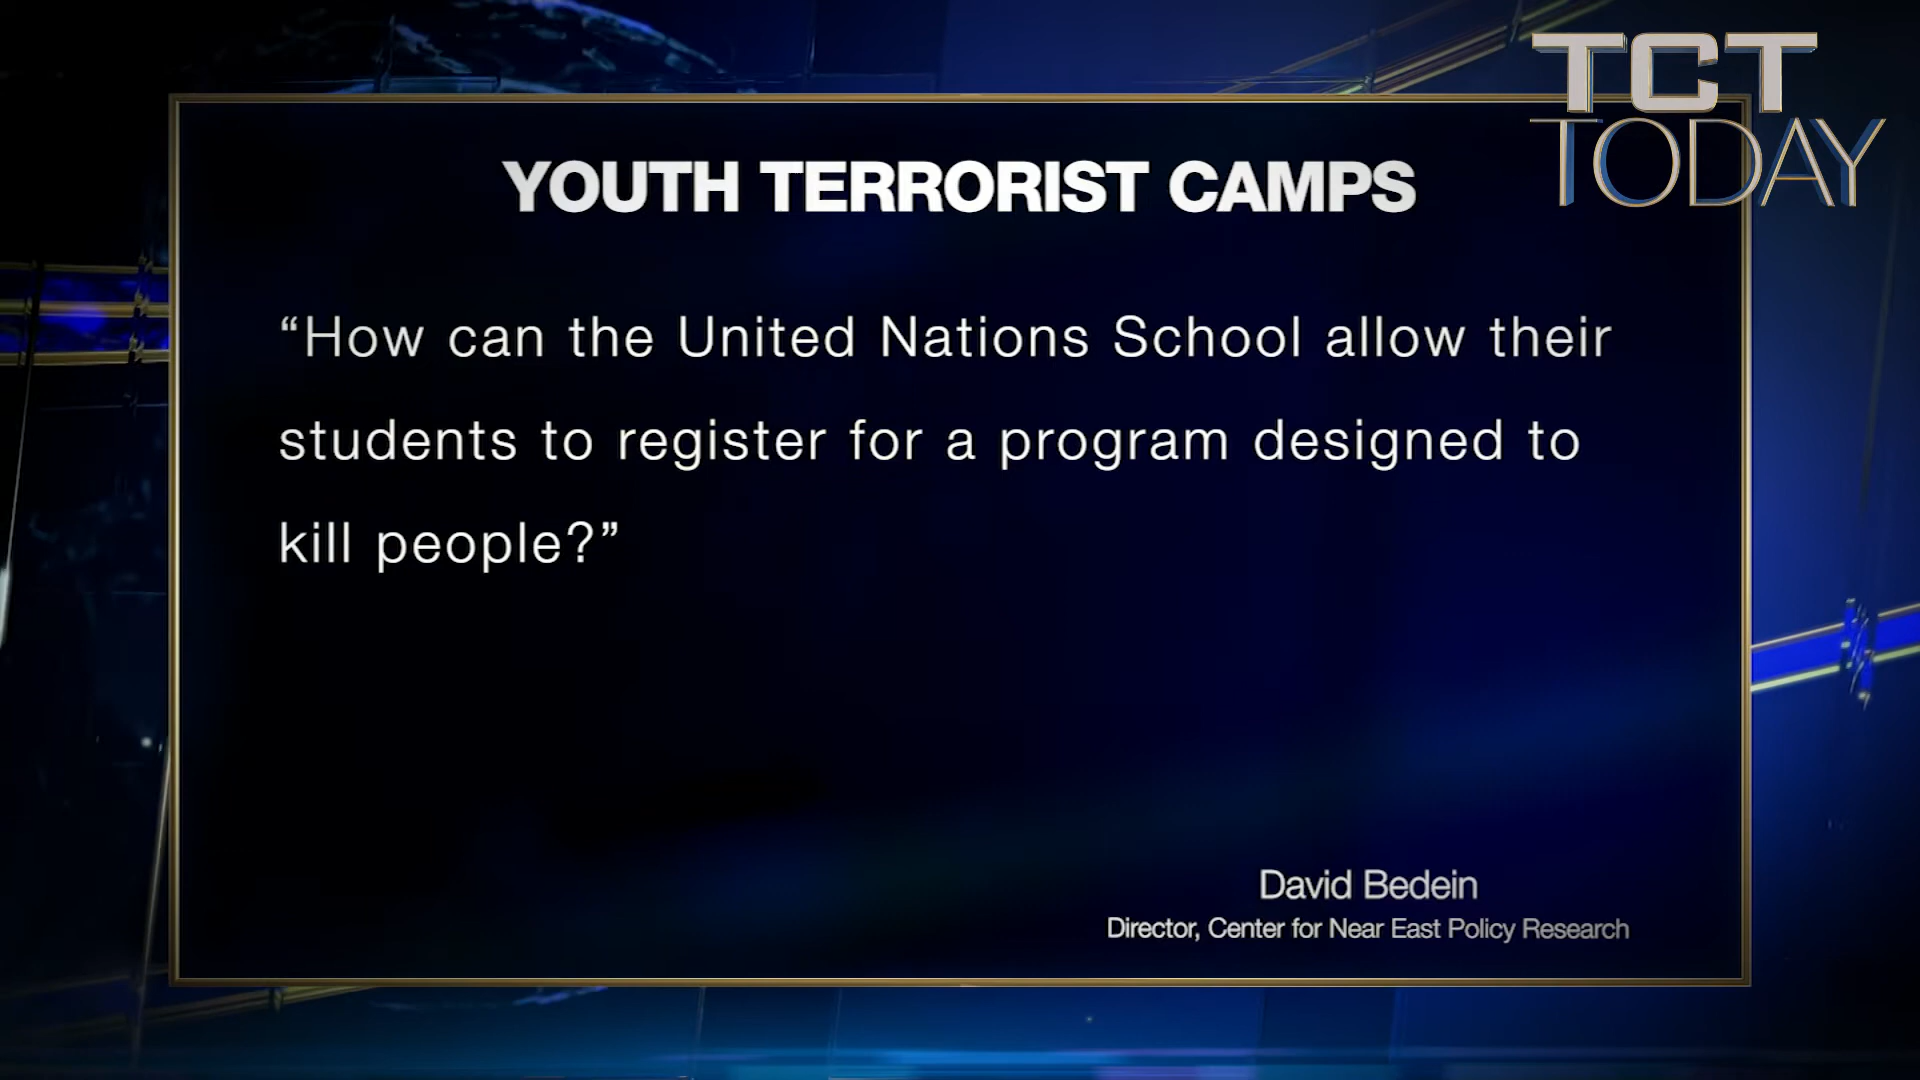 TCT
TODAY
YOUTH TERRORIST CAMPS
“How can the United Nations School allow their
students to register for a program designed to
kill people?”
David Bedein
Director, Center for Near East Policy Research